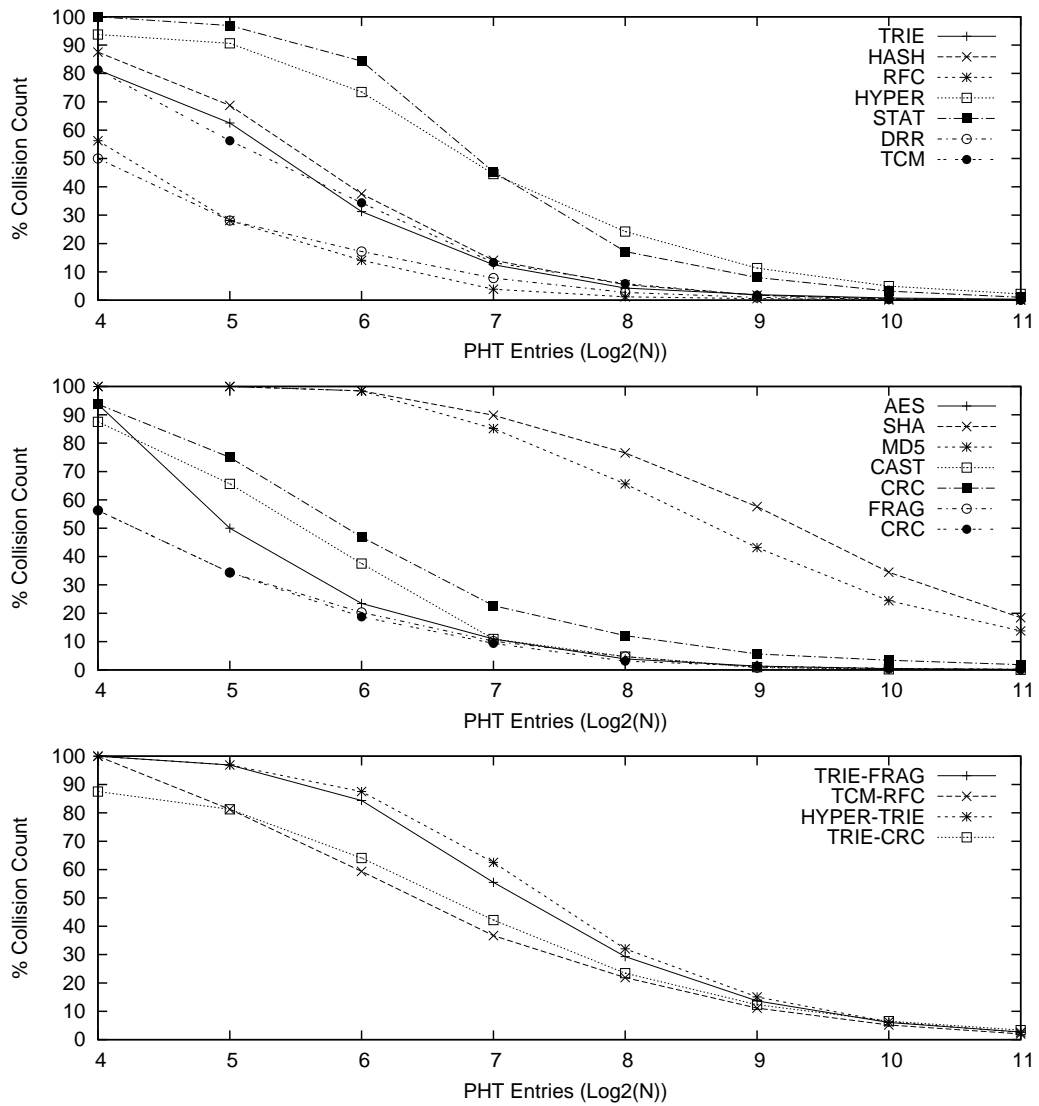 100
90
80
70
60
50
40
30
20
10
0
% Collision Count
TRIE
HASH
RFC
HYPER
STAT
DRR
TCM
4 5 6 7 8 9 10 11
PHT Entries (Log2(N))
100
90
80
70
60
50
40
30
20
10
0
% Collision Count
AES
SHA
MD5
CAST
CRC
FRAG
CRC
4 5 6 7 8 9 10 11
PHT Entries (Log2(N))
100
90
80
70
60
50
40
30
20
10
0
% Collision Count
TRIE-FRAG
TCM-RFC
HYPER-TRIE
TRIE-CRC
4 5 6 7 8 9 10 11
PHT Entries (Log2(N))